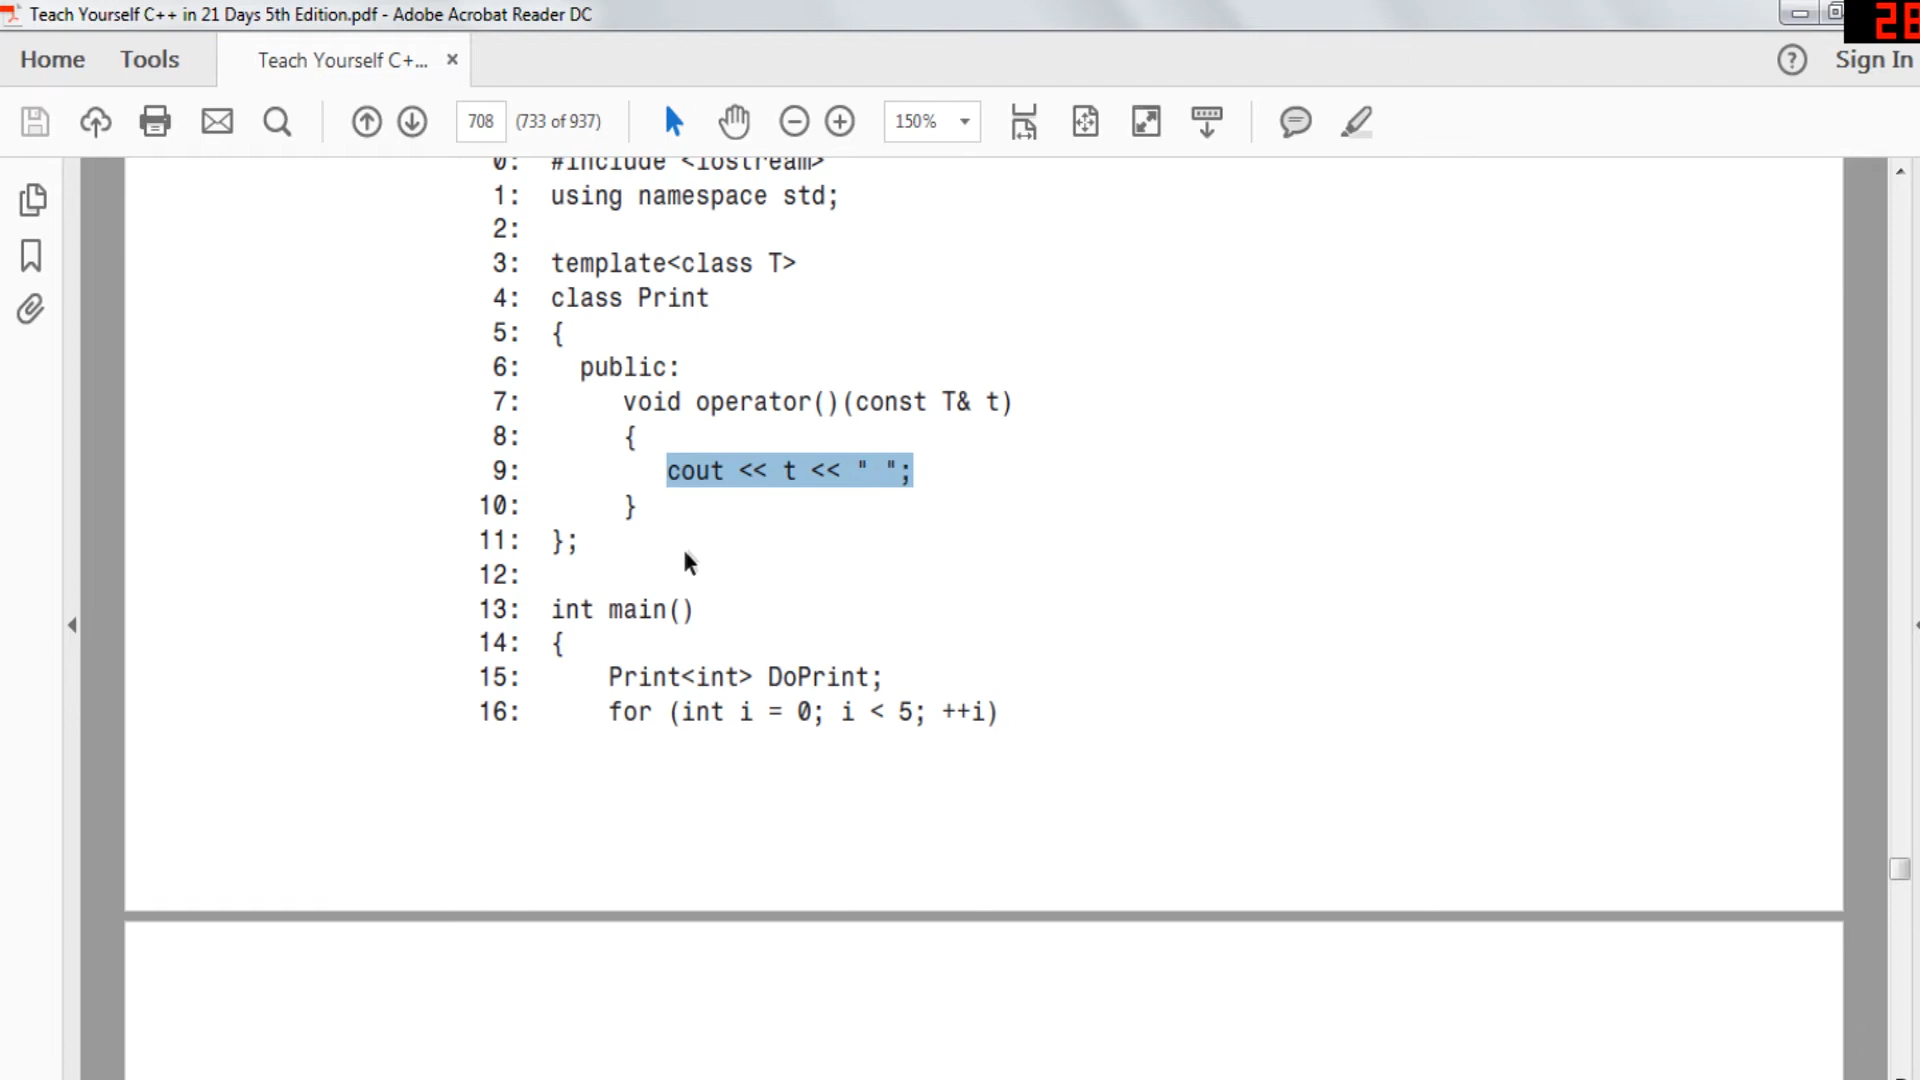 Teach Yourself C++ in 21 Days 5th Edition.pdf - Adobe Acrobat Reader DC
28
Home Tools Teach Yourself C+... × ? Sign In
708 (733 of 937) 150%
0: #include <iostream>
1: using namespace std;
2:
3: template<class T>
4: class Print
5: {
6: public:
7: void operator()(const T& t)
8: {
9: cout << t << " ";
10: }
11: };
12:
13: int main()
14: {
15: Print<int> DoPrint;
16: for (int i = 0; i < 5; ++i)